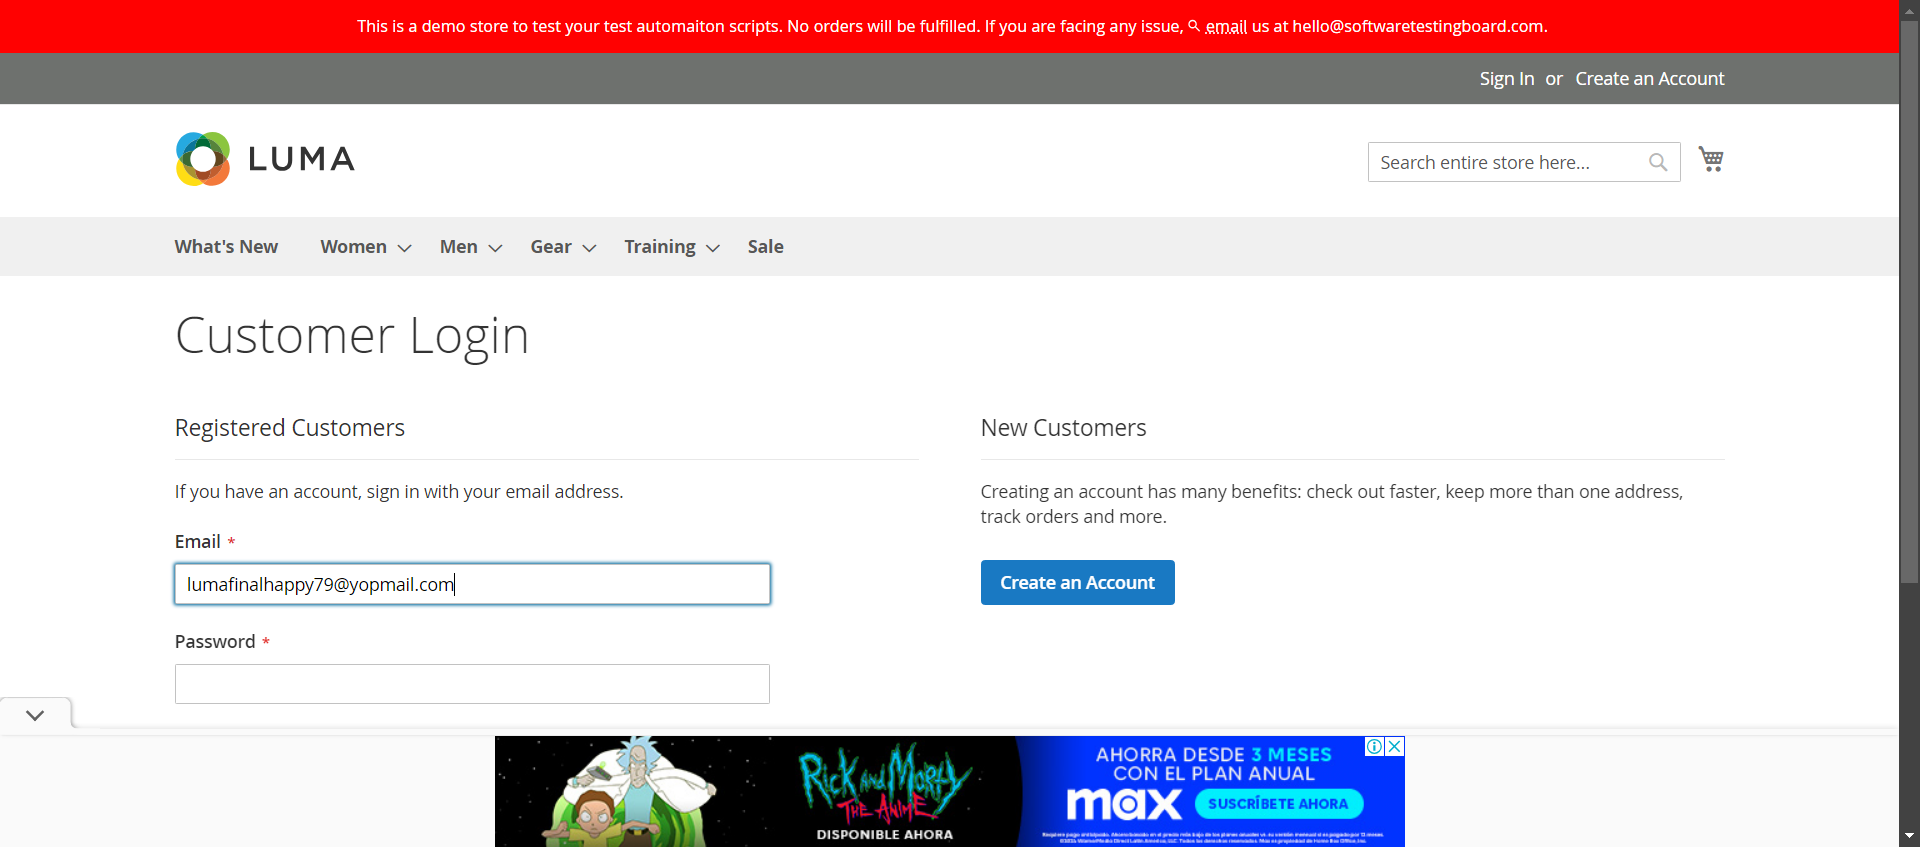 This is a demo store to test your test automaiton scripts. No orders will be fulfilled. If you are facing any issue, email us at hello@softwaretestingboard.com.
Sign In or Create an Account
LUMA
Search entire store here...
What's New Women Men Gear Training Sale
Customer Login
Registered Customers
If you have an account, sign in with your email address.
Email *
lumafinalhappy79@yopmail.com
Password *
New Customers
Creating an account has many benefits: check out faster, keep more than one address,
track orders and more.
Create an Account
RICK AND MORTY
THE ANIME
DISPONIBLE AHORA
AHORRA DESDE 3 MESES
CON EL PLAN ANUAL
max
SUSCRÍBETE AHORA